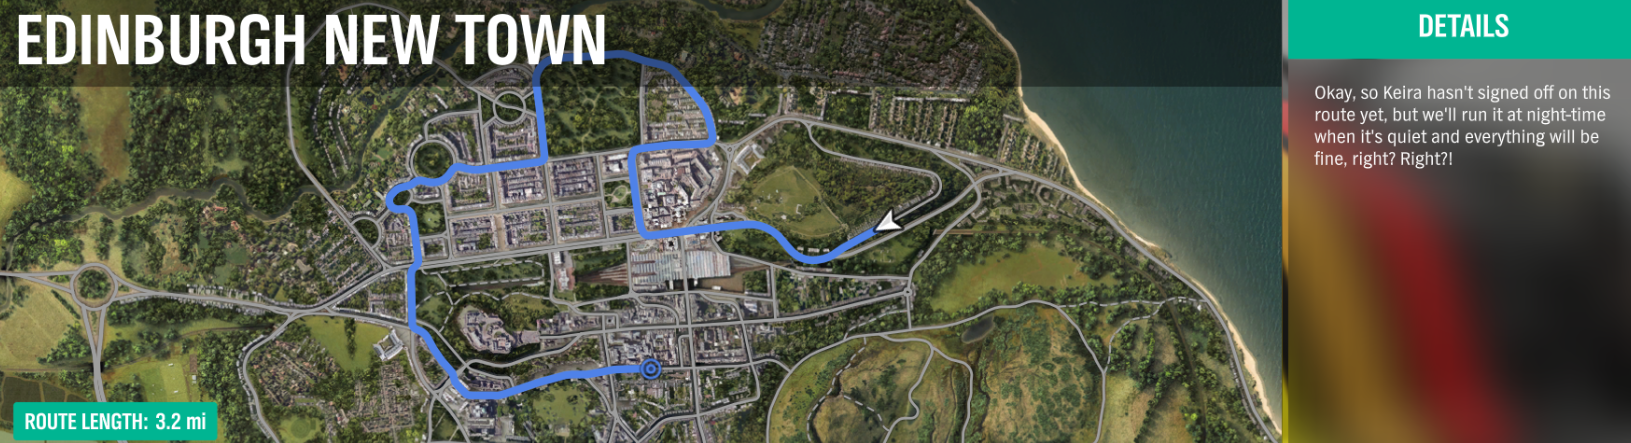 EDINBURGH NEW TOWN
DETAILS
Okay, so Keira hasn't signed off on this
route yet, but we'll run it at night-time
when it's quiet and everything will be
fine, right? Right?!
ROUTE LENGTH: 3.2 mi